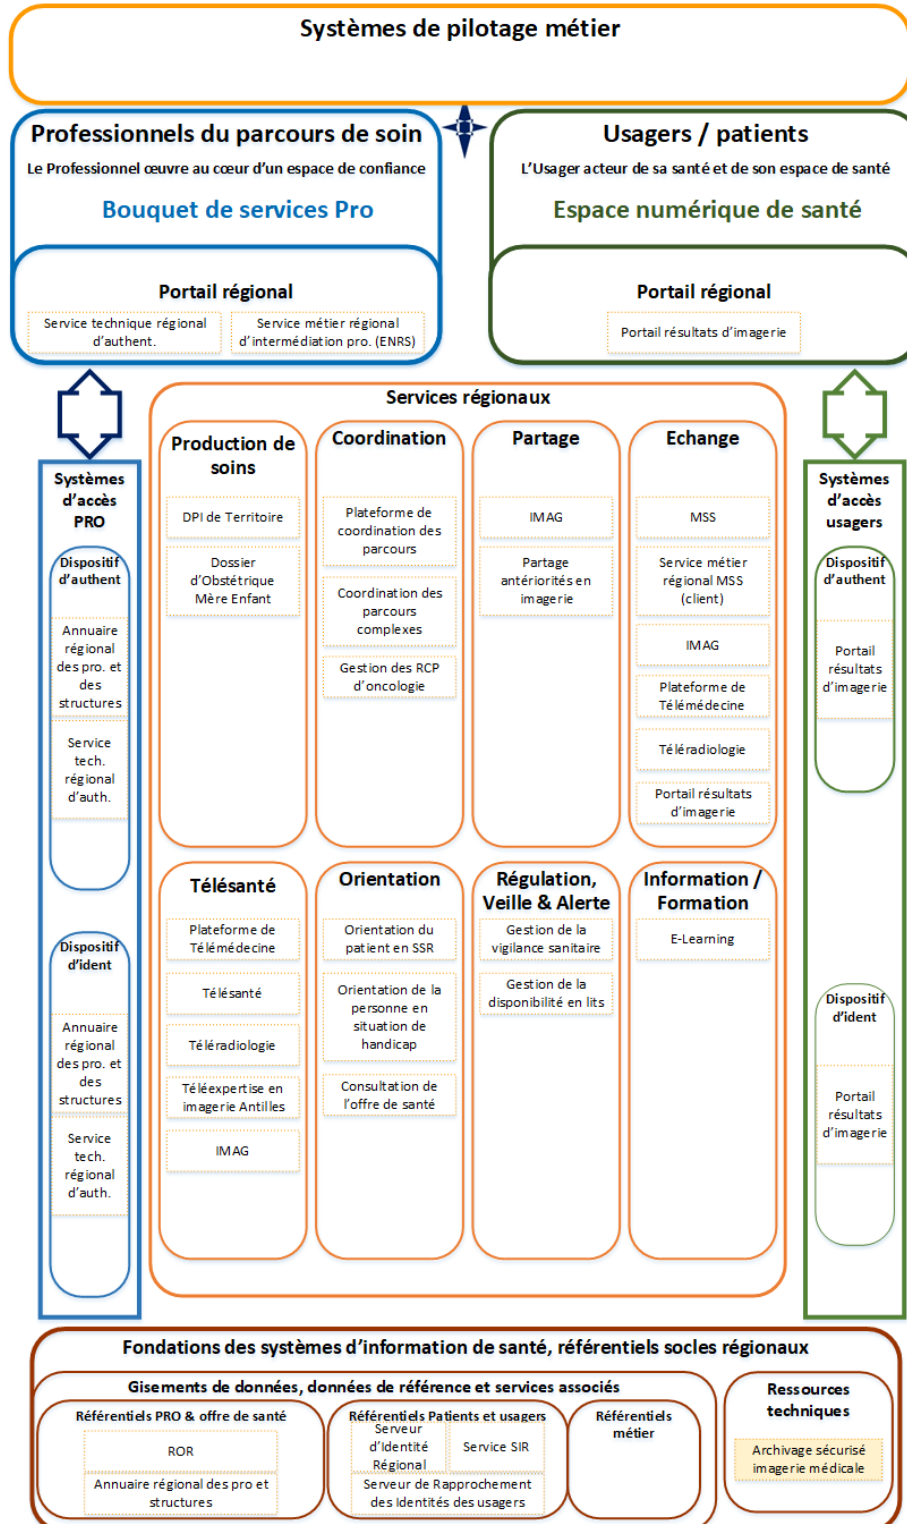 Systèmes de pilotage métier
Professionnels du parcours de soin
Le Professionnel œuvre au cœur d’un espace de confiance
Bouquet de services Pro
Portail régional
Service technique régional
d’authent.
Service métier régional
d’intermédiation pro. (ENRS)
Usagers / patients
L’Usager acteur de sa santé et de son espace de santé
Espace numérique de santé
Portail régional
Portail résultats d’imagerie
Systèmes
d’accès
PRO
Dispositif
d’authent
Annuaire
régional
des pro. et
des
structures
Service
tech.
régional
d’auth.
Dispositif
d’ident
Annuaire
régional
des pro. et
des
structures
Service
tech.
régional
d’auth.
Services régionaux
Production de
soins
DPI de Territoire
Dossier
d’Obstétrique
Mère Enfant
Coordination
Plateforme de
coordination des
parcours
Coordination des
parcours
complexes
Gestion des RCP
d’oncologie
Partage
IMAG
Partage
antériorités en
imagerie
Echange
MSS
Service métier
régional MSS
(client)
IMAG
Plateforme de
Télémédecine
Téléradiologie
Portail résultats
d’imagerie
Télésanté
Plateforme de
Télémédecine
Télésanté
Téléradiologie
Téléexpertise en
imagerie Antilles
IMAG
Orientation
Orientation du
patient en SSR
Orientation de la
personne en
situation de
handicap
Consultation de
l’offre de santé
Régulation,
Veille & Alerte
Gestion de la
vigilance sanitaire
Gestion de la
disponibilité en lits
Information /
Formation
E-Learning
Systèmes
d’accès
usagers
Dispositif
d’authent
Portail
résultats
d’imagerie
Dispositif
d’ident
Portail
résultats
d’imagerie
Fondations des systèmes d’information de santé, référentiels socles régionaux
Gisements de données, données de référence et services associés
Référentiels PRO & offre de santé
ROR
Annuaire régional des pro et
structures
Référentiels Patients et usagers
Serveur
d’Identité
Régional
Service SIR
Serveur de Rapprochement
des Identités des usagers
Référentiels
métier
Ressources
techniques
Archivage sécurisé
imagerie médicale